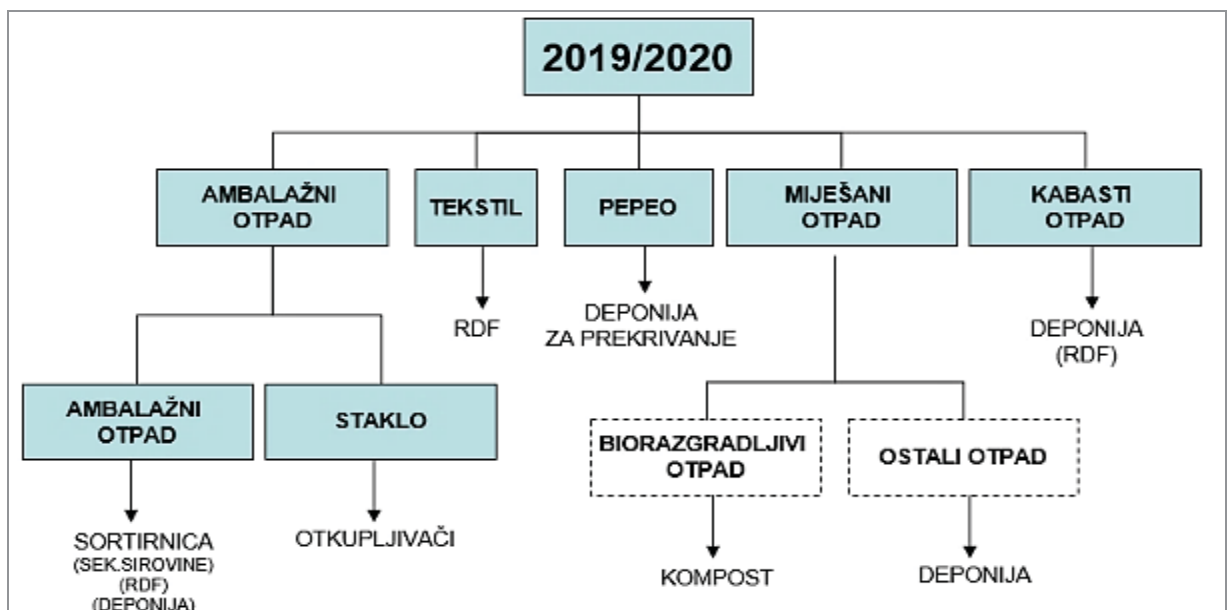 2019/2020
AMBALAŽNI
OTPAD
TEKSTIL
PEPEO
MIJEŠANI
OTPAD
KABASTI
OTPAD
RDF
DEPONIJA
ZA PREKRIVANJE
DEPONIJA
(RDF)
AMBALAŽNI
OTPAD
STAKLO
BIORAZGRADLJIVI
OTPAD
OSTALI OTPAD
SORTIRNICA
(SEK.SIROVINE)
(RDF)
(DEPONIJA)
OTKUPLJIVAČI
KOMPOST
DEPONIJA